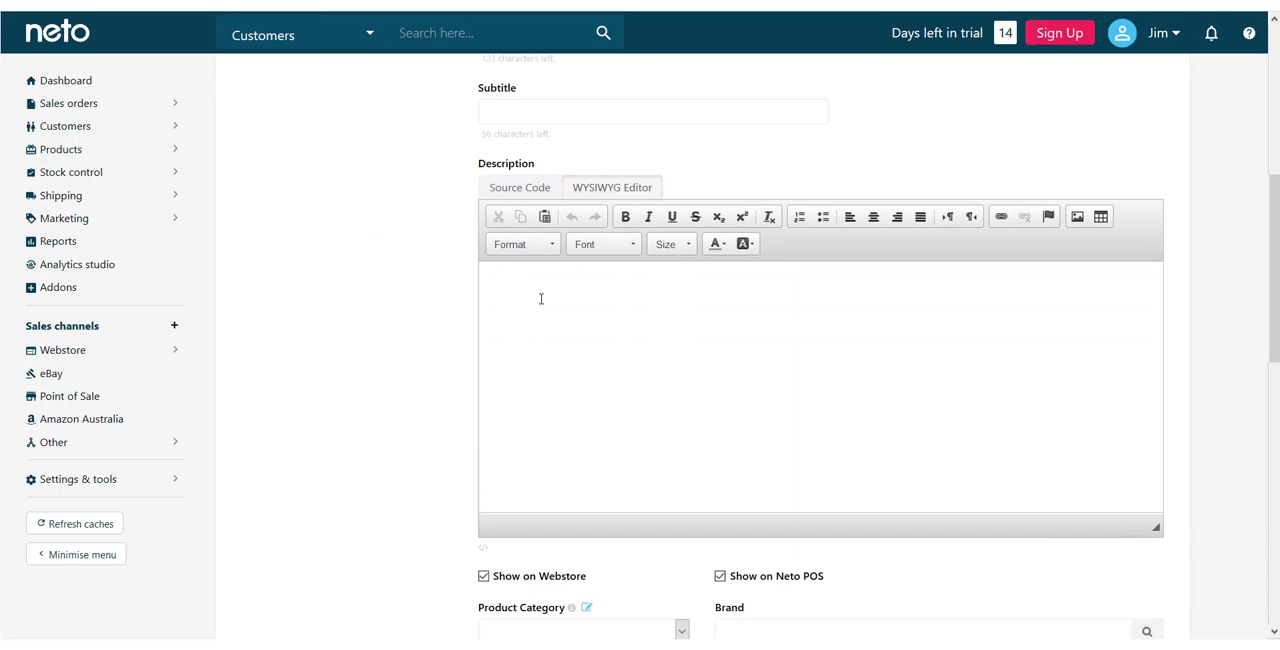 neto
Customers
Search here...
Days left in trial 14 Sign Up Jim
Dashboard
Sales orders
Customers
Products
Stock control
Shipping
Marketing
Reports
Analytics studio
Addons
Sales channels +
Webstore
eBay
Point of Sale
Amazon Australia
Other
Settings & tools
Refresh caches
Minimise menu
123 characters left.
Subtitle
56 characters left.
Description
Source Code WYSIWYG Editor
Format Font Size
Show on Webstore Show on Neto POS
Product Category Brand